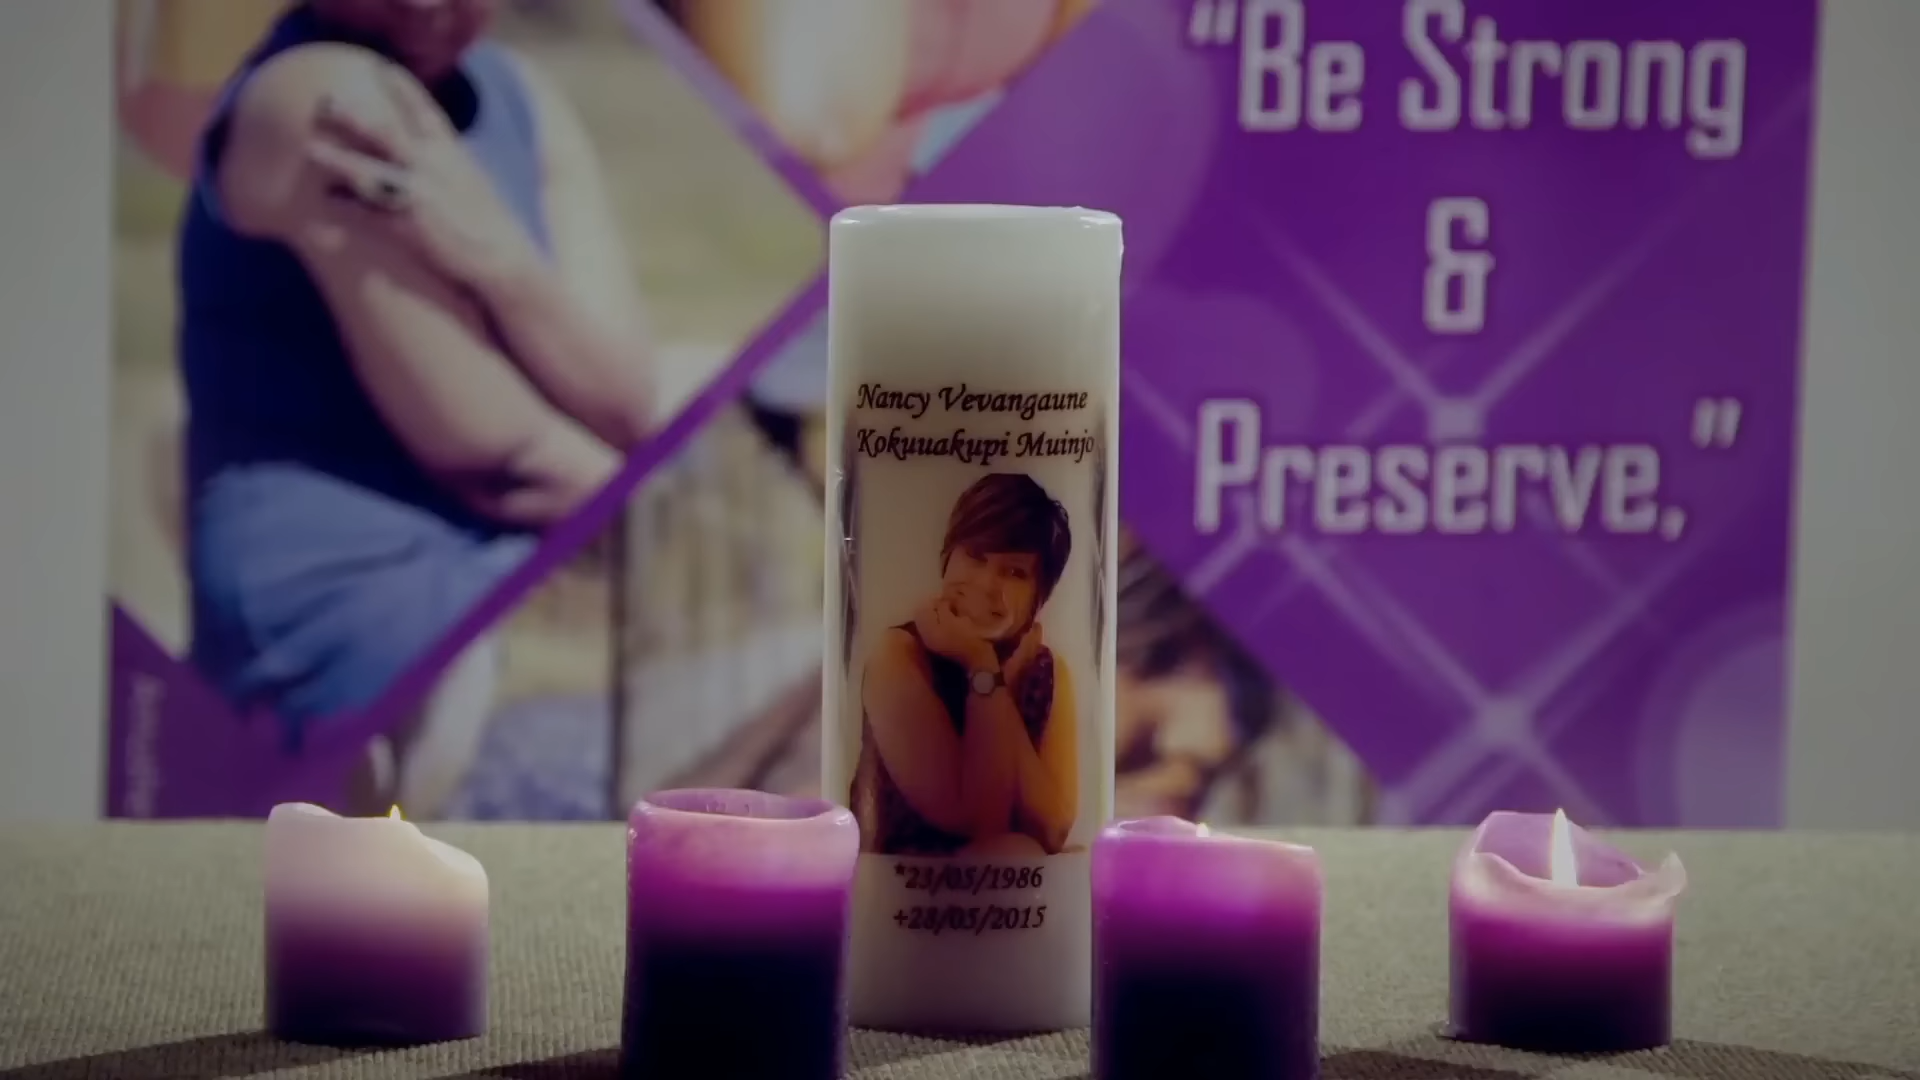 “Be Strong
&
Preserve,”
Nancy Vevangaune
Kokuuakupi Muinjo
*23/05/1986
+28/05/2015